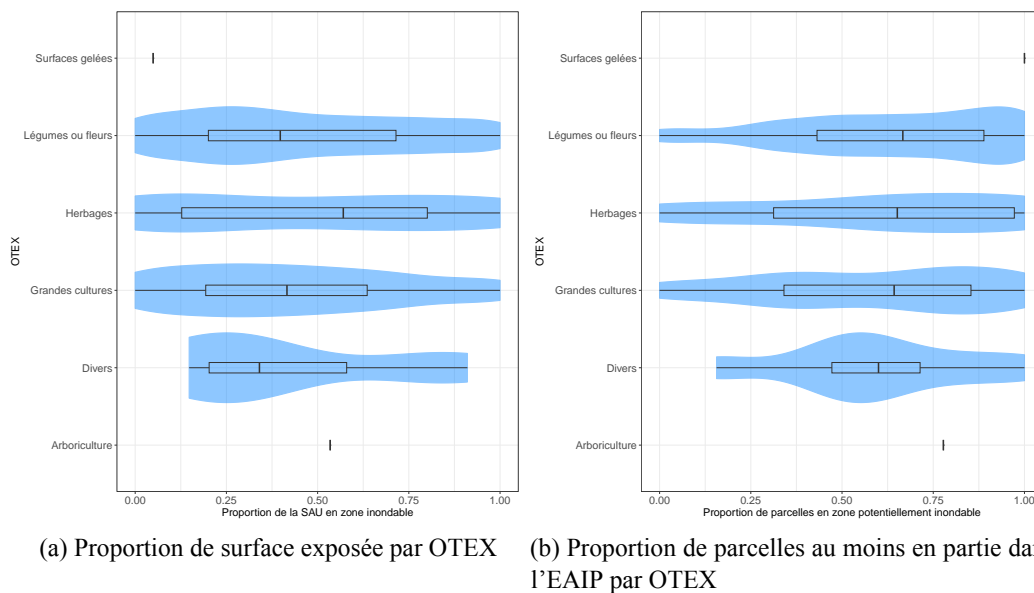 Surfaces gelées
Légumes ou fleurs
Herbages
Grandes cultures
Divers
Arboriculture
OTEX
0.00 0.25 0.50 0.75 1.00
Proportion de la SAU en zone inondable
(a) Proportion de surface exposée par OTEX
Surfaces gelées
Légumes ou fleurs
Herbages
Grandes cultures
Divers
Arboriculture
OTEX
0.00 0.25 0.50 0.75 1.00
Proportion de parcelles en zone potentiellement inondable
(b) Proportion de parcelles au moins en partie
l'EAIP par OTEX